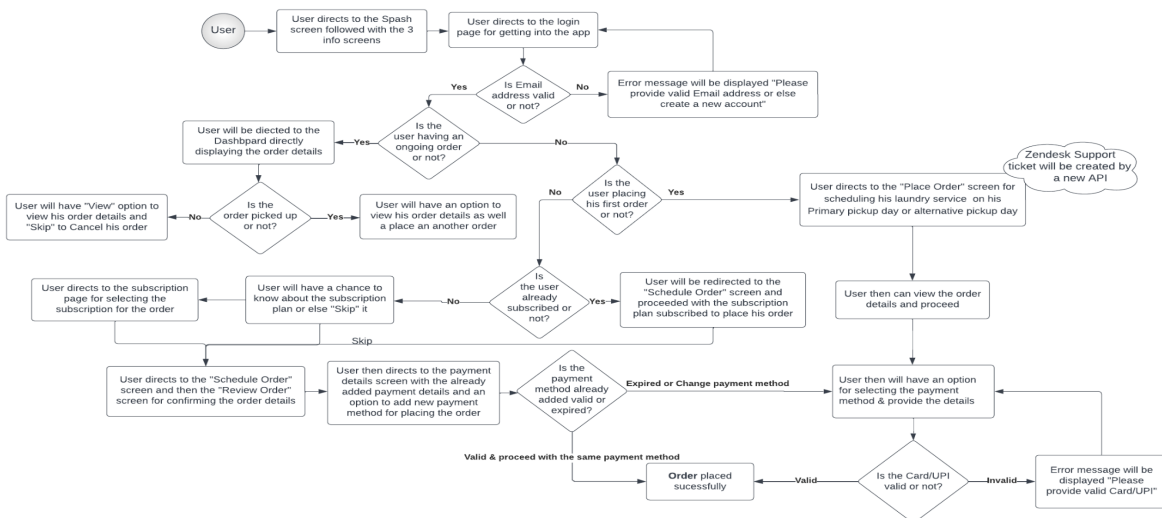 User
User directs to the Spash
screen followed with the 3
info screens
User directs to the login
page for getting into the app
Is Email
address valid
or not?
Yes
No
Error message will be displayed "Please
provide valid Email address or else
create a new account"
Is the
user having an
ongoing order
or not?
Yes
No
User will be diected to the
Dashbpard directly
displaying the order details
Is the
order picked up
or not?
No
Yes
User will have "View" option to
view his order details and
"Skip" to Cancel his order
User will have an option to
view his order details as well
a place an another order
Is the
user placing
his first order
or not?
No
Yes
User directs to the "Place Order" screen for
scheduling his laundry service on his
Primary pickup day or alternative pickup day
Zendesk Support
ticket will be created by
a new API
Is
the user
already
subscribed or
not?
No
Yes
User directs to the subscription
page for selecting the
subscription for the order
User will have a chance to
know about the subscription
plan or else "Skip" it
User will be redirected to the
"Schedule Order" screen and
proceeded with the subscription
plan subscribed to place his order
User then can view the order
details and proceed
Skip
User directs to the "Schedule Order"
screen and then the "Review Order"
screen for confirming the order details
User then directs to the payment
details screen with the already
added payment details and an
option to add new payment
method for placing the order
Is the
payment
method already
added valid or
expired?
Expired or Change payment method
User then will have an option
for selecting the payment
method & provide the details
Valid & proceed with the same payment method
Order placed
sucessfully
Valid
Is the Card/UPI
valid or not?
Invalid
Error message will be
displayed "Please
provide valid Card/UPI"